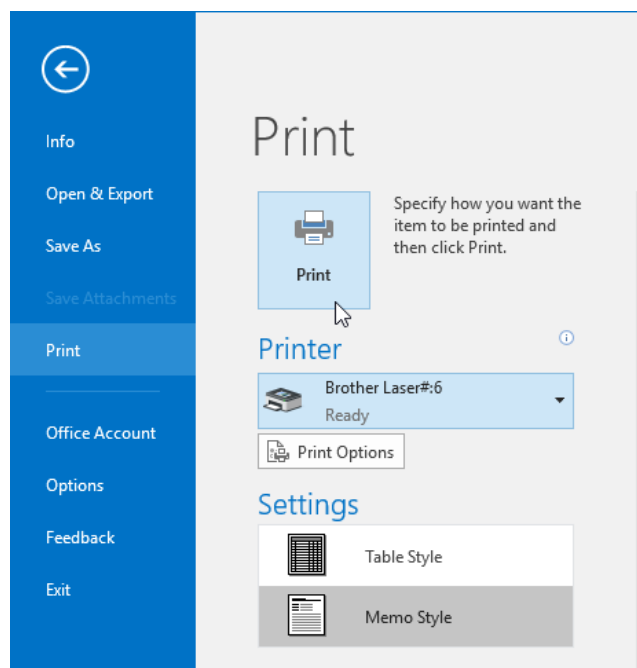 Info
Open & Export
Save As
Save Attachments
Print
Office Account
Options
Feedback
Exit
Print
Print
Specify how you want the
item to be printed and
then click Print.
Printer
Brother Laser#:6
Ready
Print Options
Settings
Table Style
Memo Style